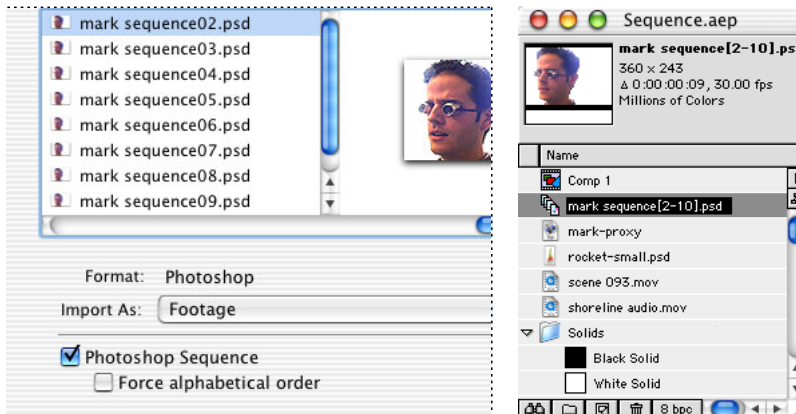 mark sequence02.psd
mark sequence03.psd
mark sequence04.psd
mark sequence05.psd
mark sequence06.psd
mark sequence07.psd
mark sequence08.psd
mark sequence09.psd
Format: Photoshop
Import As: Footage
Photoshop Sequence
Force alphabetical order
Sequence.aep
mark sequence[2-10].ps
360 x 243
Δ 0:00:00:09, 30.00 fps
Millions of Colors
Name
Comp 1
mark sequence[2-10].psd
mark-proxy
rocket-small.psd
scene 093.mov
shoreline audio.mov
Solids
Black Solid
White Solid
8 bpc